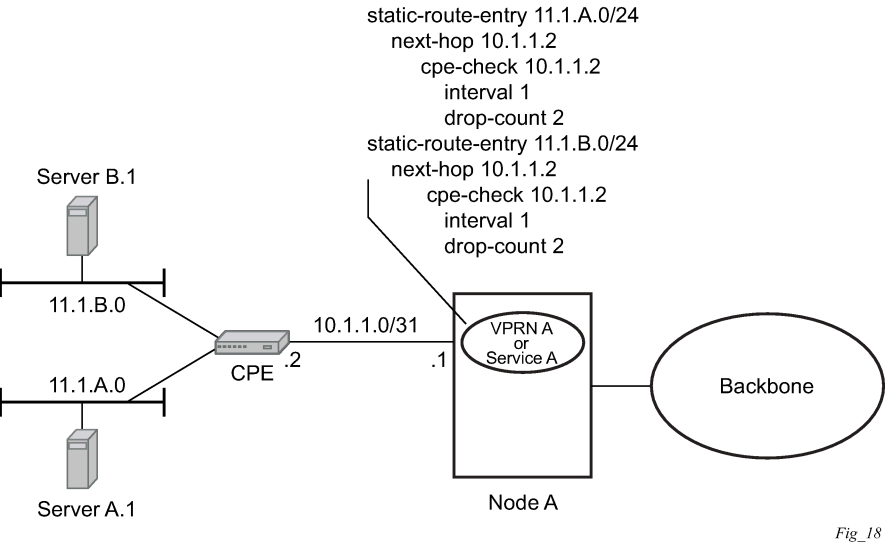 static-route-entry 11.1.A.0/24
next-hop 10.1.1.2
cpe-check 10.1.1.2
interval 1
drop-count 2
static-route-entry 11.1.B.0/24
next-hop 10.1.1.2
cpe-check 10.1.1.2
interval 1
drop-count 2
Server B.1
11.1.B.0
10.1.1.0/31
VPRN A
or
Service A
.2
.1
CPE
11.1.A.0
Backbone
Server A.1
Node A
Fig_18